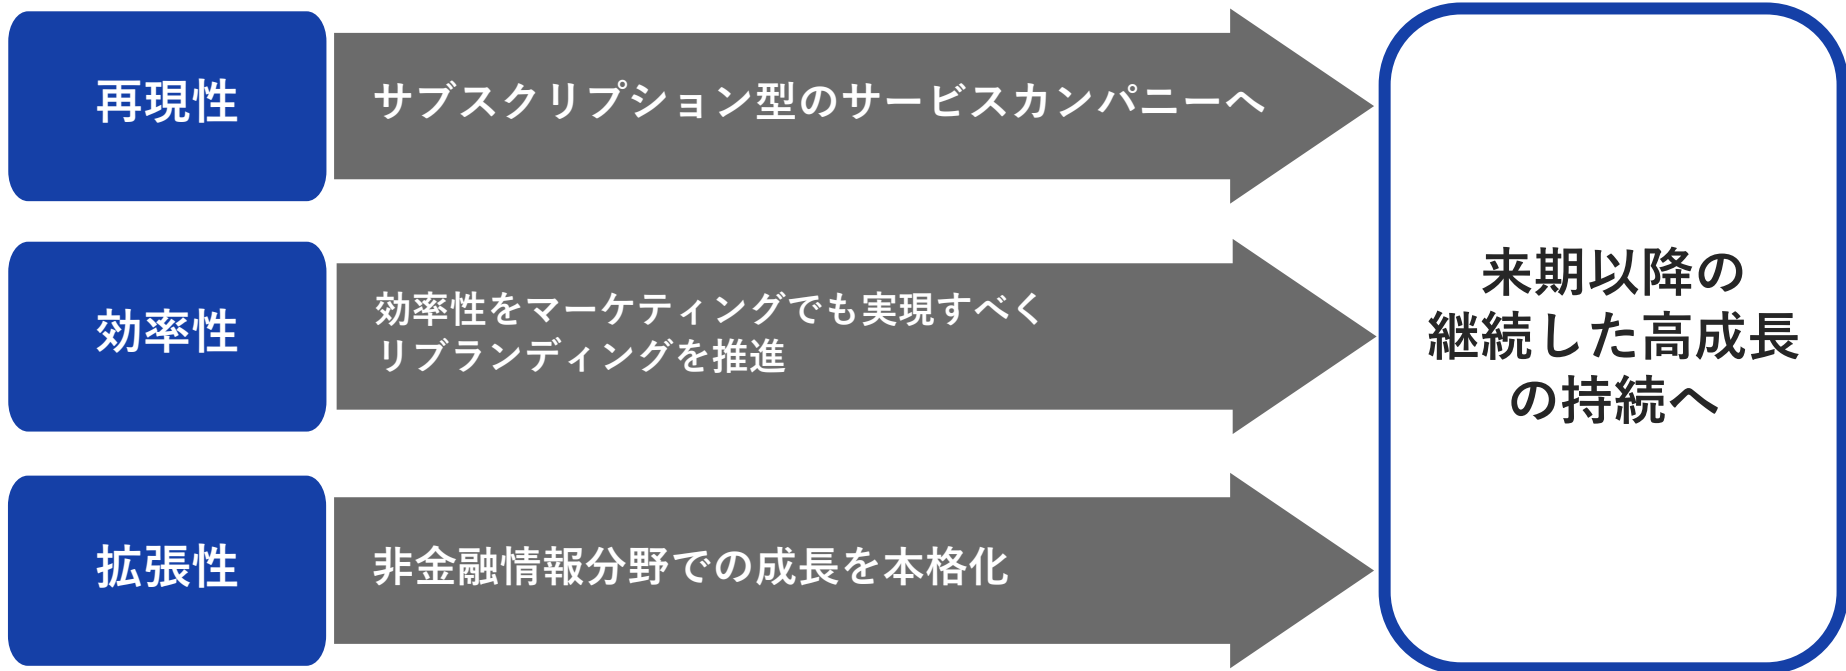 再現性
サブスクリプション型のサービスカンパニーへ
効率性
効率性をマーケティングでも実現すべく
リブランディングを推進
拡張性
非金融情報分野での成長を本格化
来期以降の
継続した高成長
の持続へ